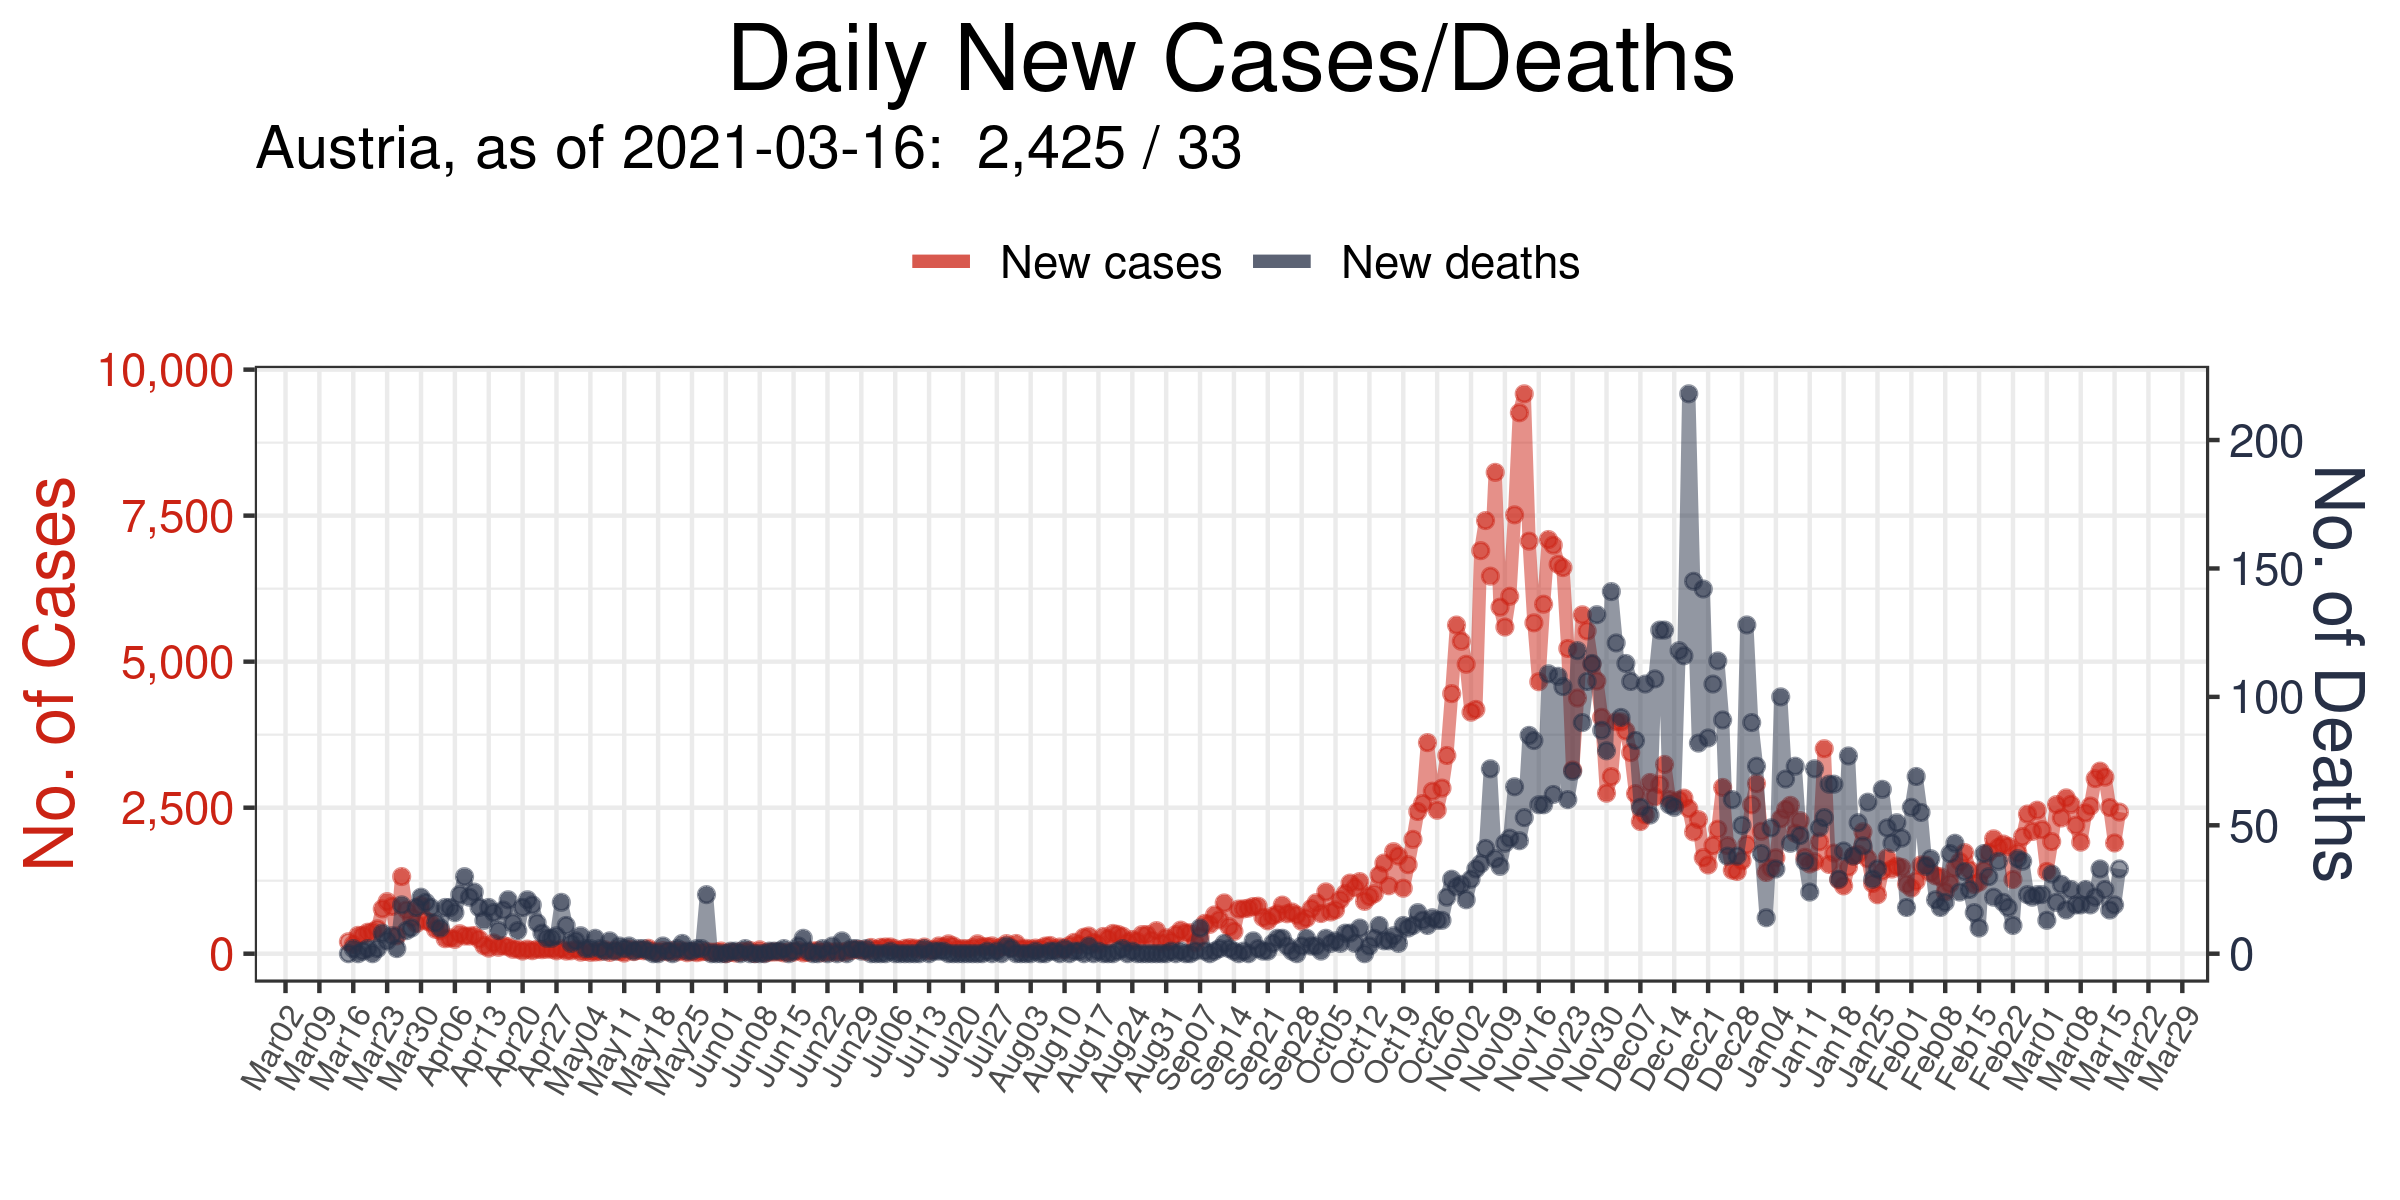 Daily New Cases/Deaths
Austria, as of 2021-03-16:  2,425 / 33
New cases New deaths
No. of Cases
10,000
7,500
5,000
2,500
0
200
150
100
50
0
No. of Deaths
Mar02 Mar09 Mar16 Mar23 Mar30 Apr06 Apr13 Apr20 Apr27 May04 May11 May18 May25 Jun01 Jun08 Jun15 Jun22 Jun29 Jul06 Jul13 Jul20 Jul27 Aug03 Aug10 Aug17 Aug24 Aug31 Sep07 Sep14 Sep21 Sep28 Oct05 Oct12 Oct19 Oct26 Nov02 Nov09 Nov16 Nov23 Nov30 Dec07 Dec14 Dec21 Dec28 Jan04 Jan11 Jan18 Jan25 Feb01 Feb08 Feb15 Feb22 Mar01 Mar08 Mar15 Mar22 Mar29